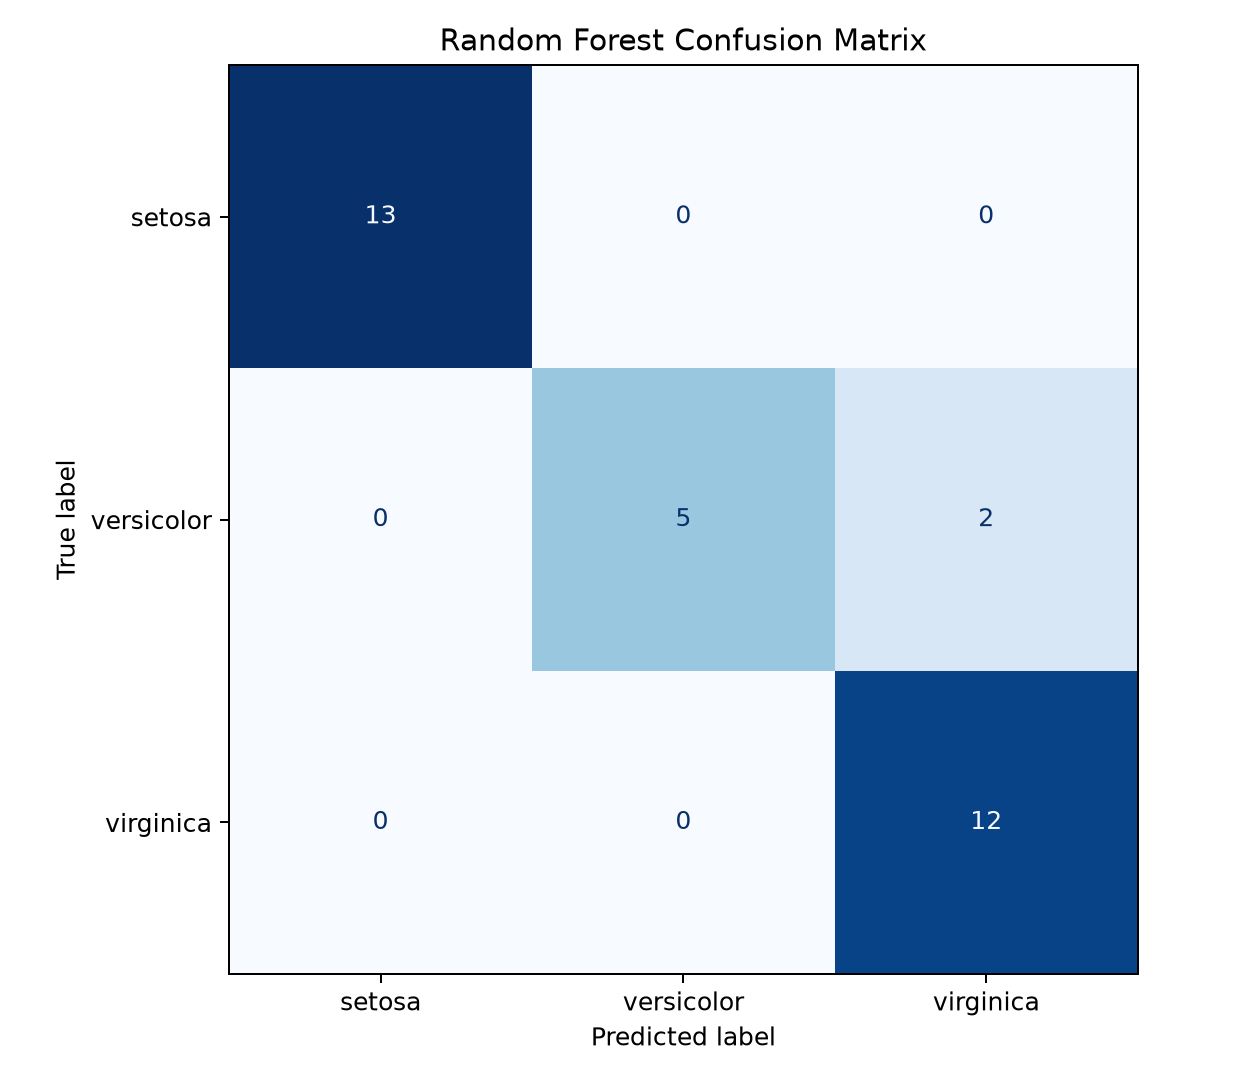 Random Forest Confusion Matrix
setosa 13 0 0
True label
versicolor 0 5 2
virginica 0 0 12
setosa versicolor virginica
Predicted label